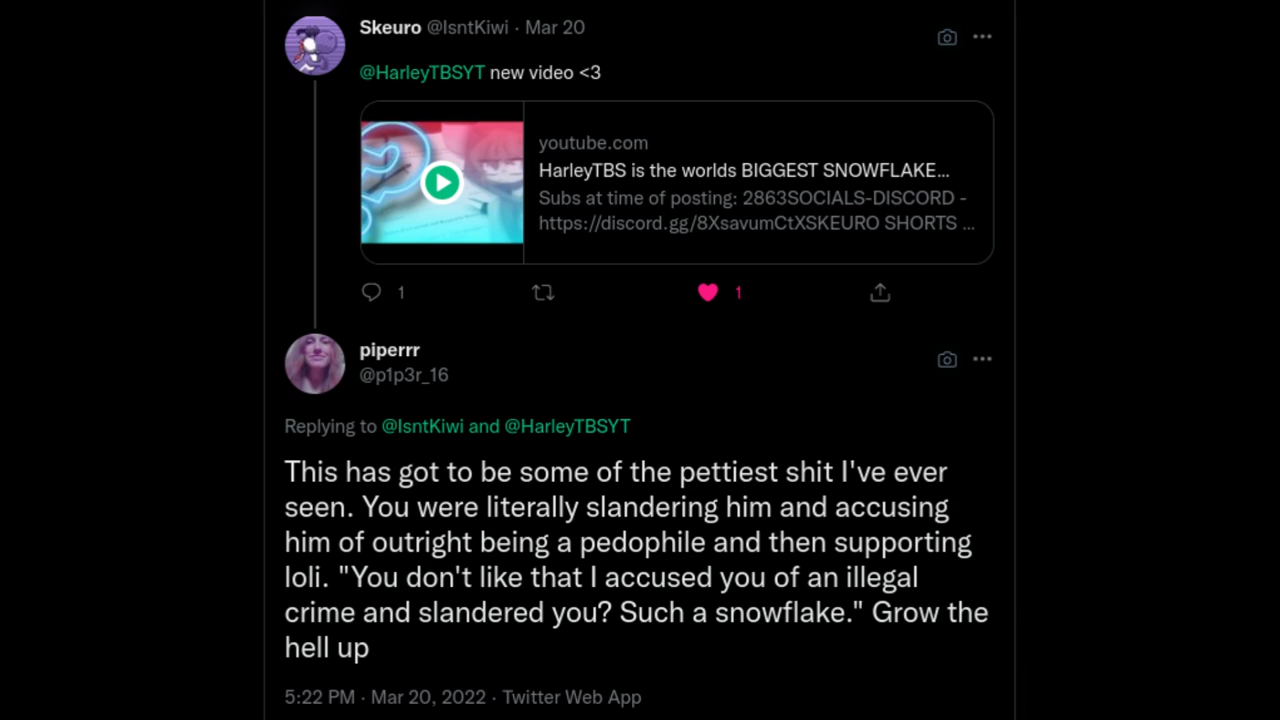 Skeuro @IsntKiwi · Mar 20
@HarleyTBSYT new video <3
youtube.com
HarleyTBS is the worlds BIGGEST SNOWFLAKE...
Subs at time of posting: 2863SOCIALS-DISCORD -
https://discord.gg/8XsavumCtXSKEURO SHORTS ...
1
1
piperrr
@p1p3r_16
Replying to @IsntKiwi and @HarleyTBSYT
This has got to be some of the pettiest shit I've ever
seen. You were literally slandering him and accusing
him of outright being a pedophile and then supporting
loli. "You don't like that I accused you of an illegal
crime and slandered you? Such a snowflake." Grow the
hell up
5:22 PM · Mar 20, 2022 · Twitter Web App